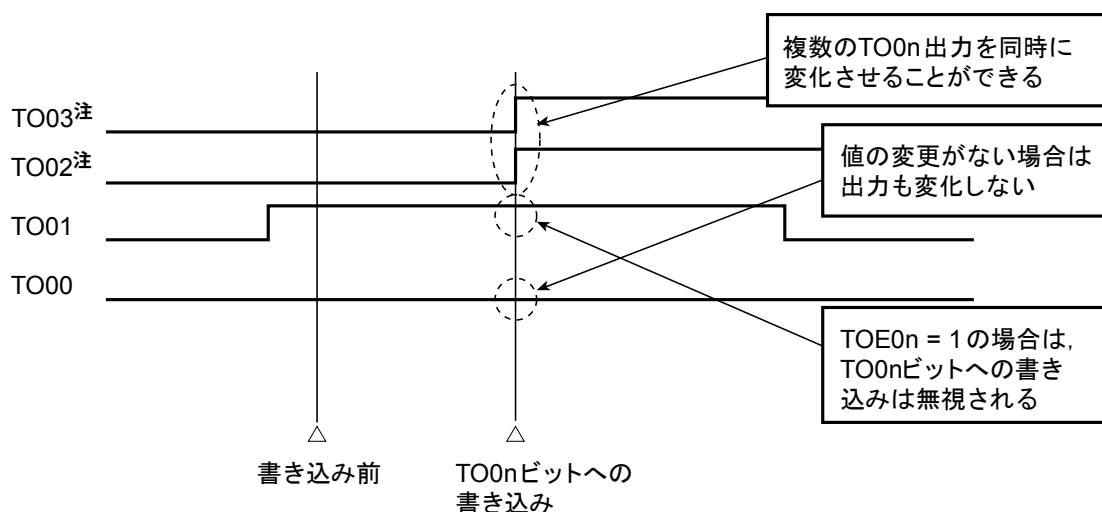 複数のTO0n出力を同時に
変化させることができる
TO03注
TO02注
値の変更がない場合は
出力も変化しない
TO01
TO00
TOE0n = 1の場合は,
TO0nビットへの書き
込みは無視される
△
△
書き込み前
TO0nビットへの
書き込み